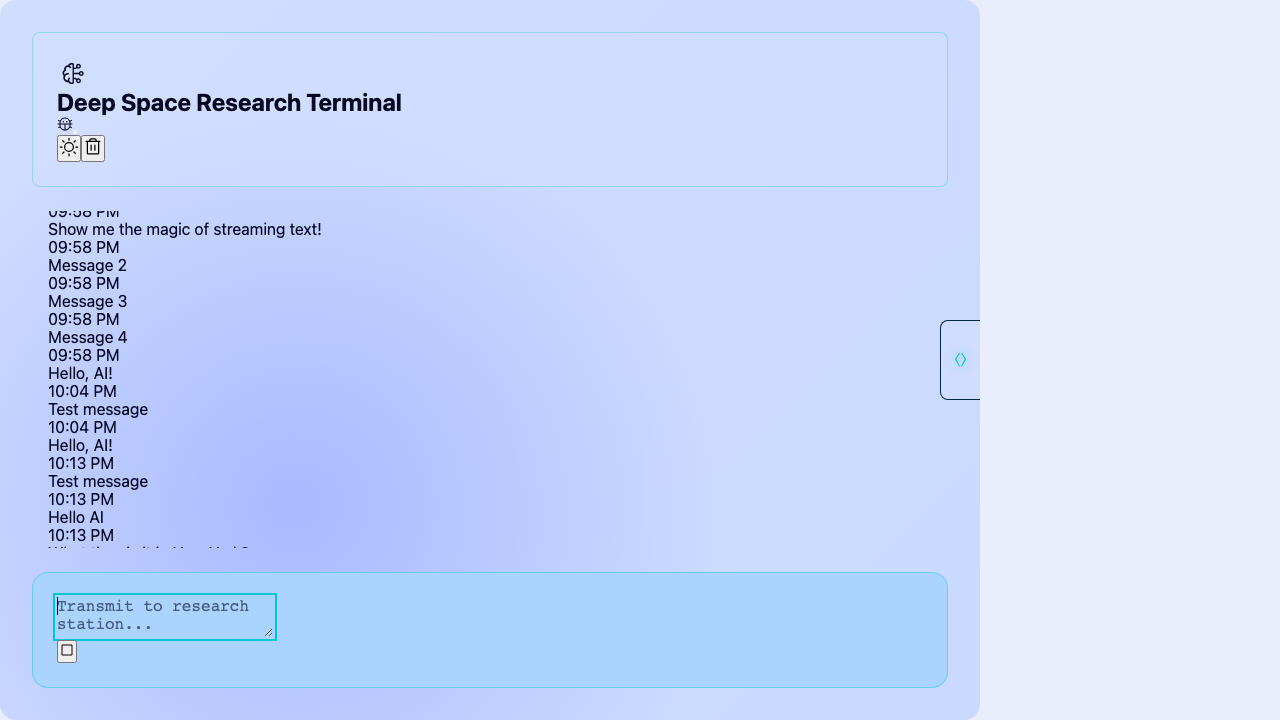 Deep Space Research Terminal
09:58 PM
Show me the magic of streaming text!
09:58 PM
Message 2
09:58 PM
Message 3
09:58 PM
Message 4
09:58 PM
Hello, AI!
10:04 PM
Test message
10:04 PM
Hello, AI!
10:13 PM
Test message
10:13 PM
Hello AI
10:13 PM
Transmit to research
station...